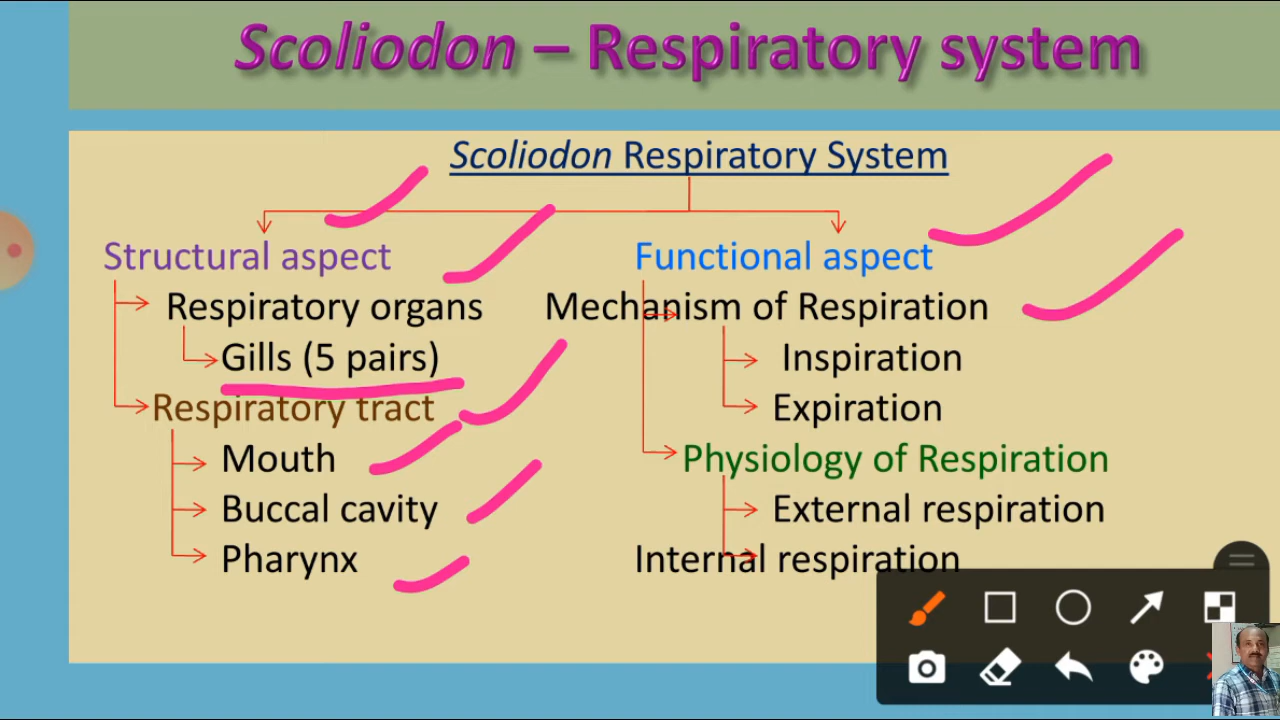 Scoliodon – Respiratory system
Scoliodon Respiratory System
Structural aspect
Respiratory organs
Gills (5 pairs)
Respiratory tract
Mouth
Buccal cavity
Pharynx
Functional aspect
Mechanism of Respiration
Inspiration
Expiration
Physiology of Respiration
External respiration
Internal respiration